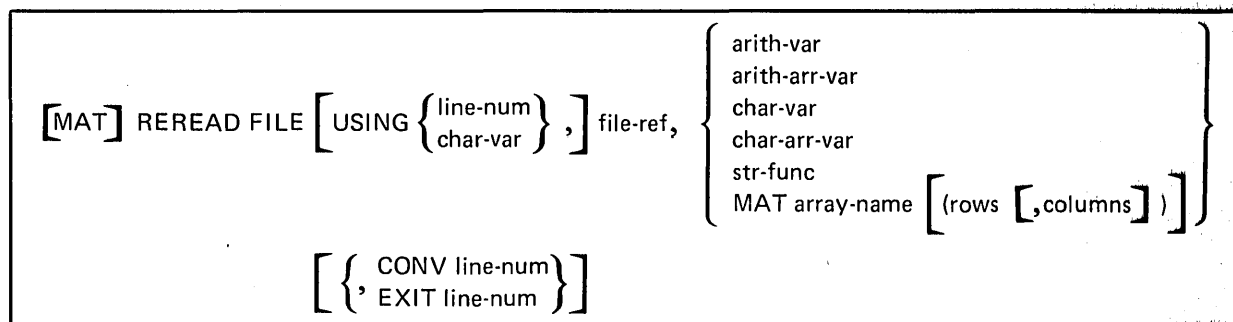 arith-var
arith-arr-var
[MAT] REREAD FILE [USING {line-num
char-var} ,] file-ref, {char-var
char-arr-var
str-func
MAT array-name [(rows [,columns] )]}
[{, CONV line-num
EXIT line-num}]